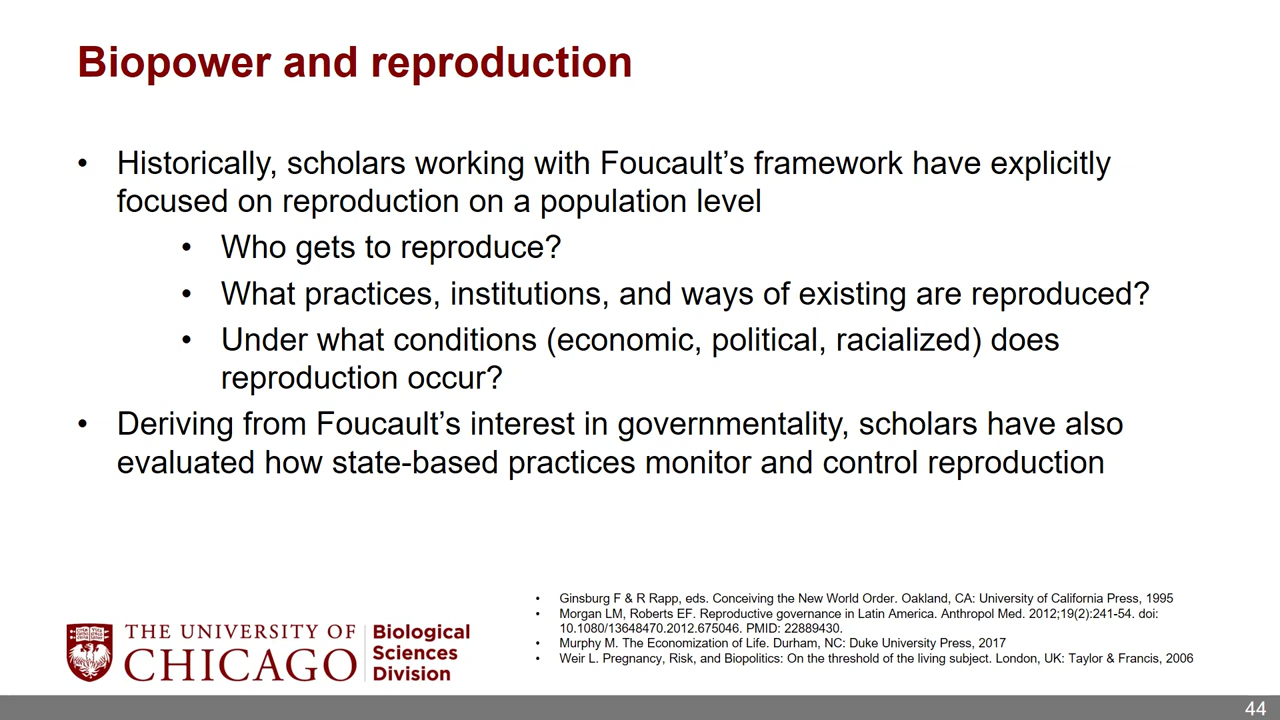 Biopower and reproduction
• Historically, scholars working with Foucault’s framework have explicitly
focused on reproduction on a population level
• Who gets to reproduce?
• What practices, institutions, and ways of existing are reproduced?
• Under what conditions (economic, political, racialized) does
reproduction occur?
• Deriving from Foucault’s interest in governmentality, scholars have also
evaluated how state-based practices monitor and control reproduction
• Ginsburg F & R Rapp, eds. Conceiving the New World Order. Oakland, CA: University of California Press, 1995
• Morgan LM, Roberts EF. Reproductive governance in Latin America. Anthropol Med. 2012;19(2):241-54. doi:
10.1080/13648470.2012.675046. PMID: 22889430.
• Murphy M. The Economization of Life. Durham, NC: Duke University Press, 2017
• Weir L. Pregnancy, Risk, and Biopolitics: On the threshold of the living subject. London, UK: Taylor & Francis, 2006
THE UNIVERSITY OF
CHICAGO
Biological
Sciences
Division
44